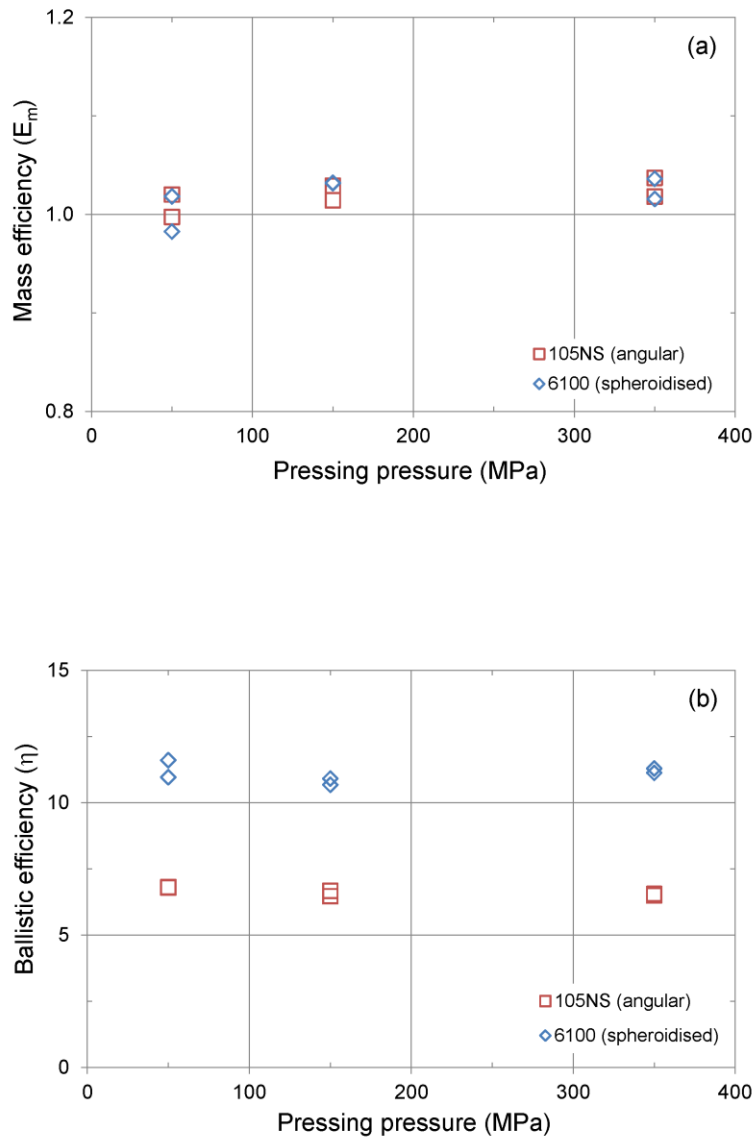 (a)
Mass efficiency (Eₘ)
1.2
1.0
0.8
105NS (angular)
6100 (spheroidised)
0 100 200 300 400
Pressing pressure (MPa)
(b)
Ballistic efficiency (η)
15
10
5
0
105NS (angular)
6100 (spheroidised)
0 100 200 300 400
Pressing pressure (MPa)